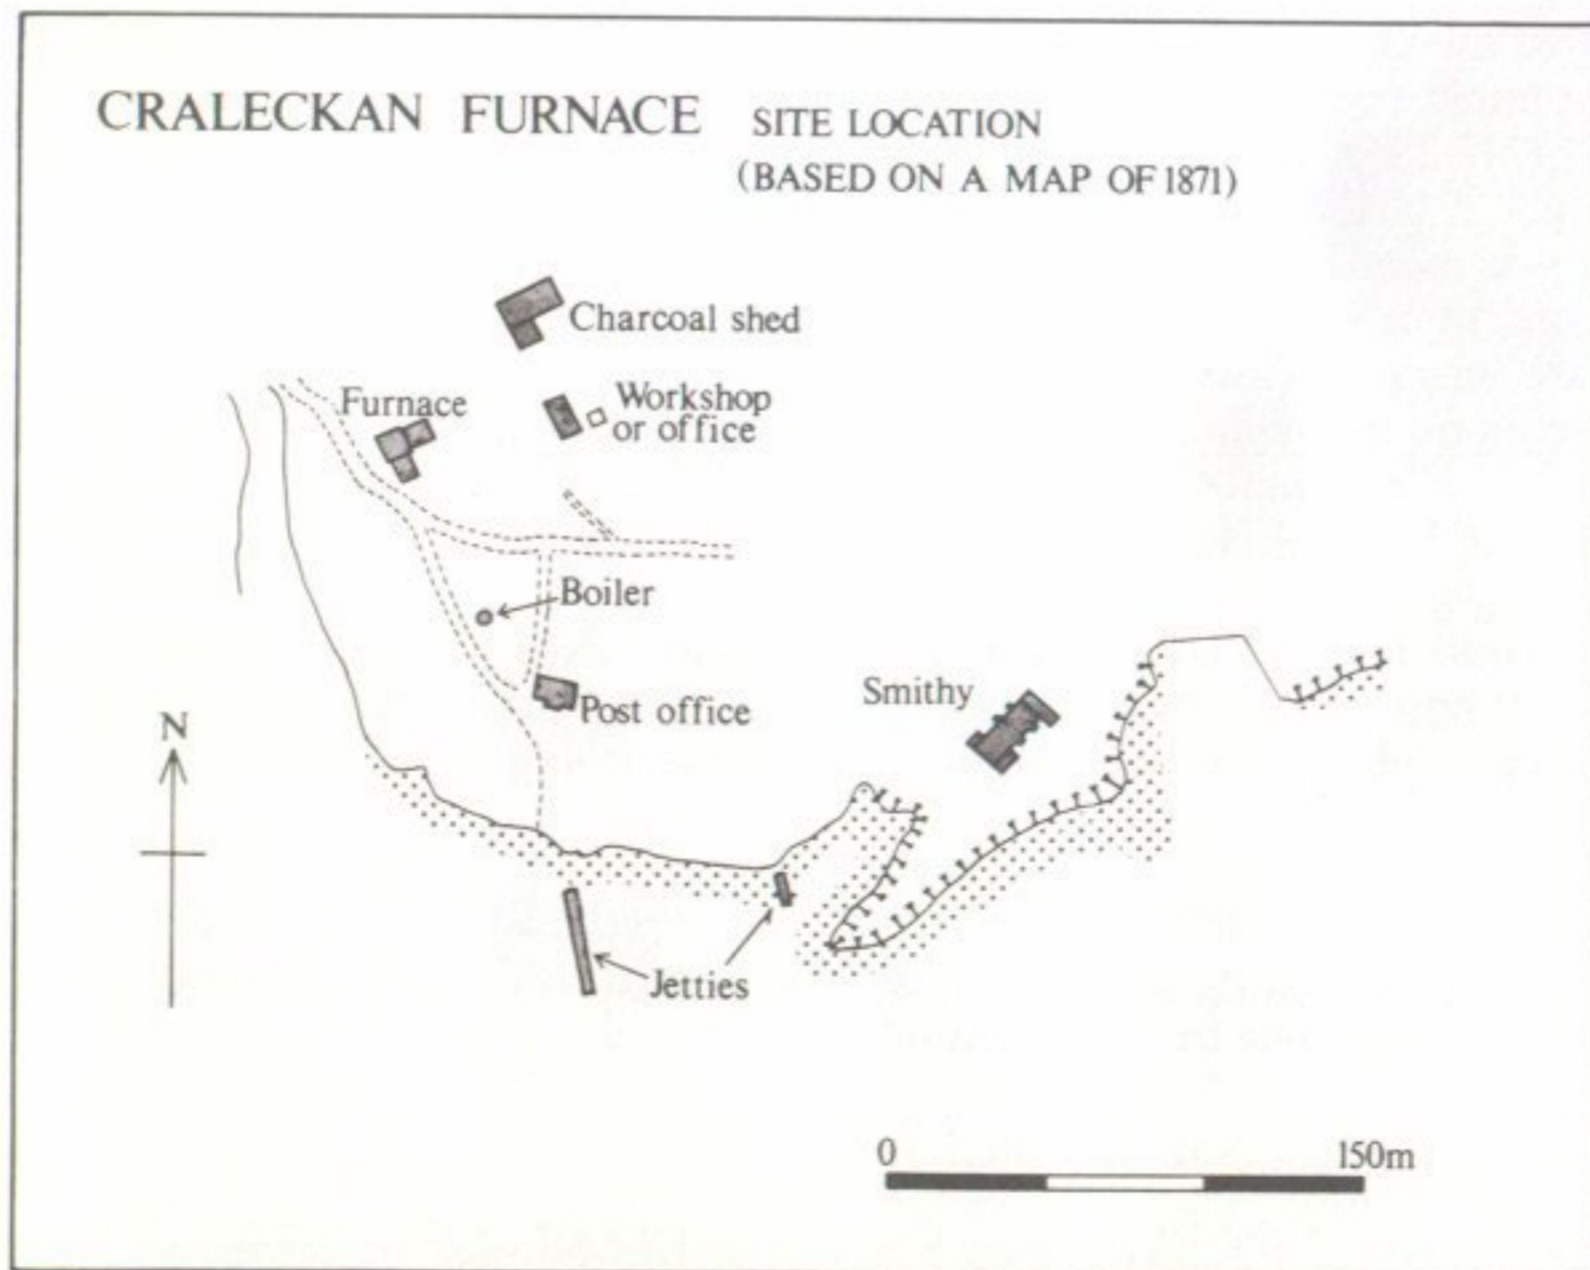 CRALECKAN FURNACE SITE LOCATION
(BASED ON A MAP OF 1871)
Charcoal shed
Furnace
Workshop
or office
Boiler
Post office
Smithy
N
Jetties
0 150m